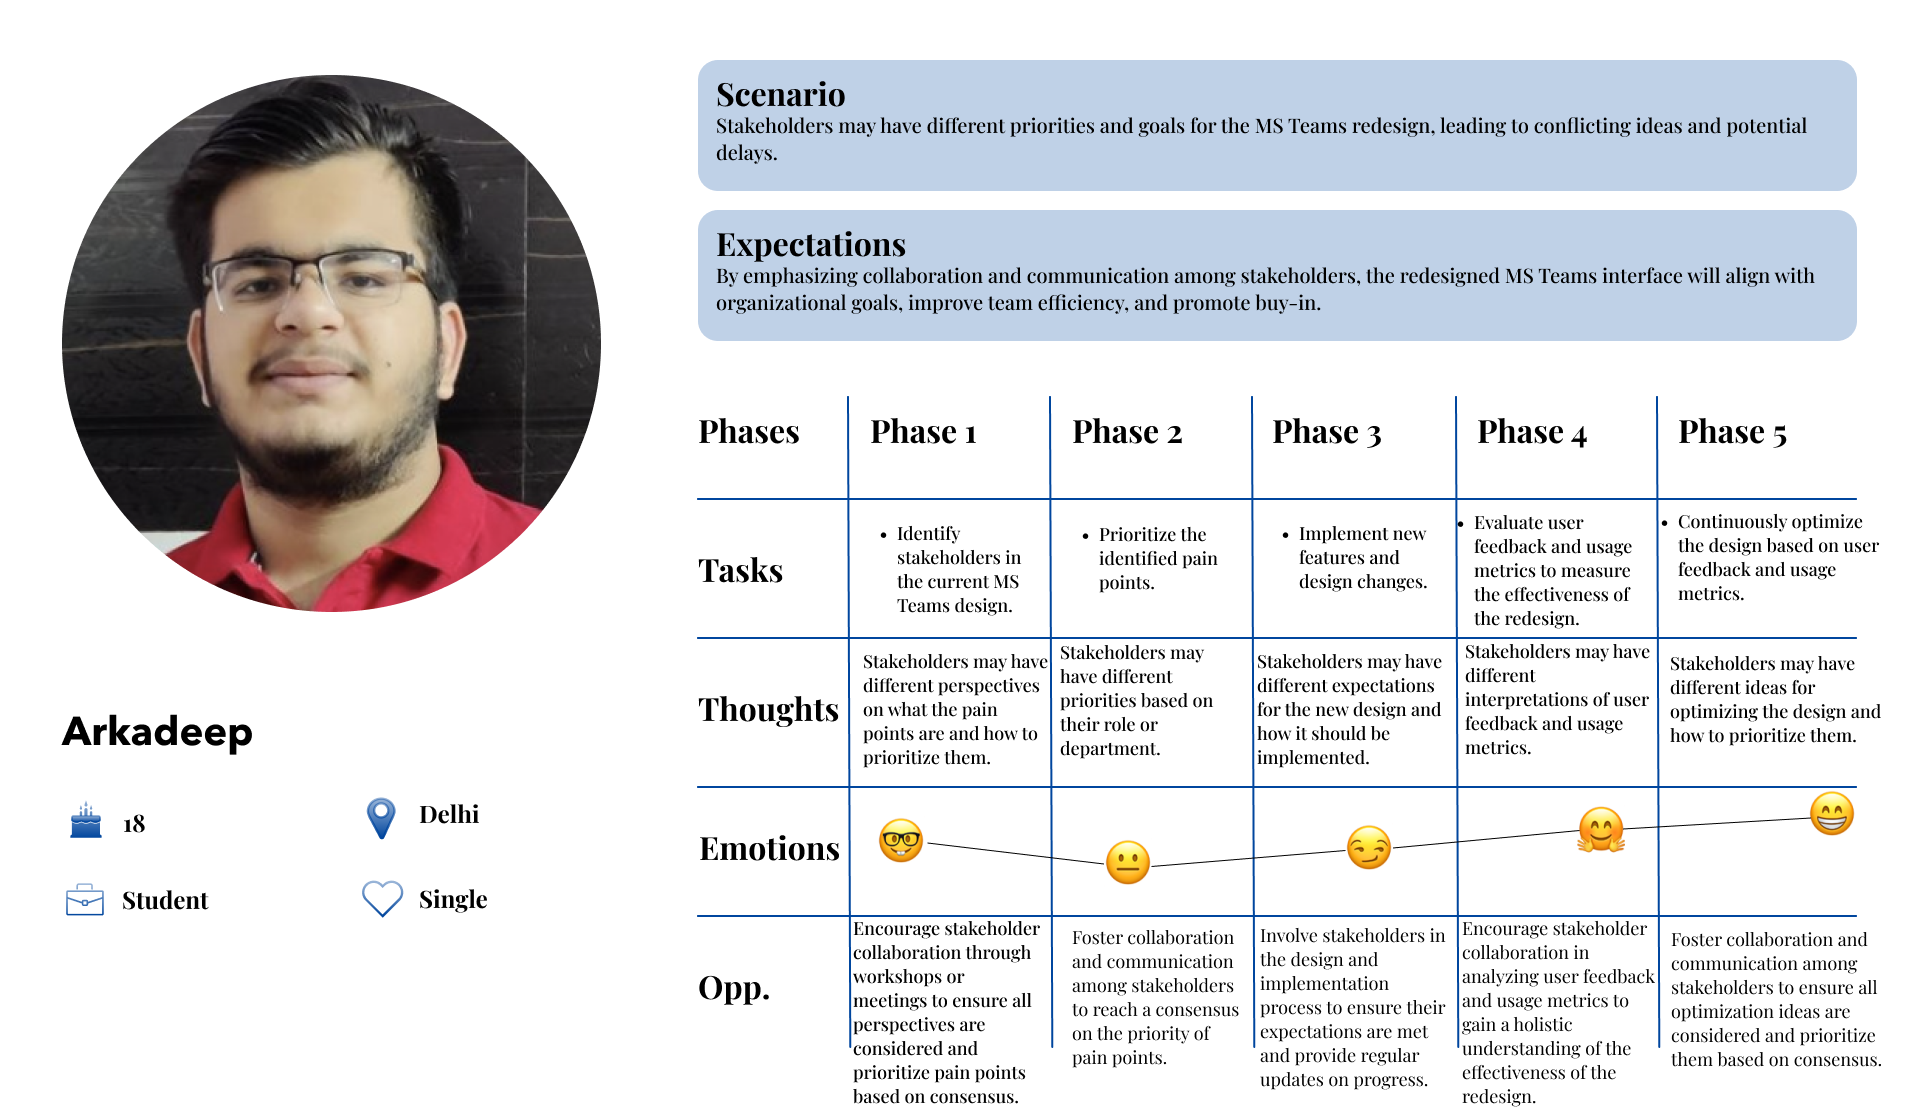 Scenario
Stakeholders may have different priorities and goals for the MS Teams redesign, leading to conflicting ideas and potential
delays.
Expectations
By emphasizing collaboration and communication among stakeholders, the redesigned MS Teams interface will align with
organizational goals, improve team efficiency, and promote buy-in.
Arkadeep
18
Delhi
Student
Single
Phases
Phase 1
Phase 2
Phase 3
Phase 4
Phase 5
Tasks
• Identify
stakeholders in
the current MS
Teams design.
• Prioritize the
identified pain
points.
• Implement new
features and
design changes.
• Evaluate user
feedback and usage
metrics to measure
the effectiveness of
the redesign.
• Continuously optimize
the design based on user
feedback and usage
metrics.
Thoughts
Stakeholders may have
different perspectives
on what the pain
points are and how to
prioritize them.
Stakeholders may
have different
priorities based on
their role or
department.
Stakeholders may have
different expectations
for the new design and
how it should be
implemented.
Stakeholders may have
different
interpretations of user
feedback and usage
metrics.
Stakeholders may have
different ideas for
optimizing the design and
how to prioritize them.
Emotions
Opp.
Encourage stakeholder
collaboration through
workshops or
meetings to ensure all
perspectives are
considered and
prioritize pain points
based on consensus.
Foster collaboration
and communication
among stakeholders
to reach a consensus
on the priority of
pain points.
Involve stakeholders in
the design and
implementation
process to ensure their
expectations are met
and provide regular
updates on progress.
Encourage stakeholder
collaboration in
analyzing user feedback
and usage metrics to
gain a holistic
understanding of the
effectiveness of the
redesign.
Foster collaboration and
communication among
stakeholders to ensure all
optimization ideas are
considered and prioritize
them based on consensus.